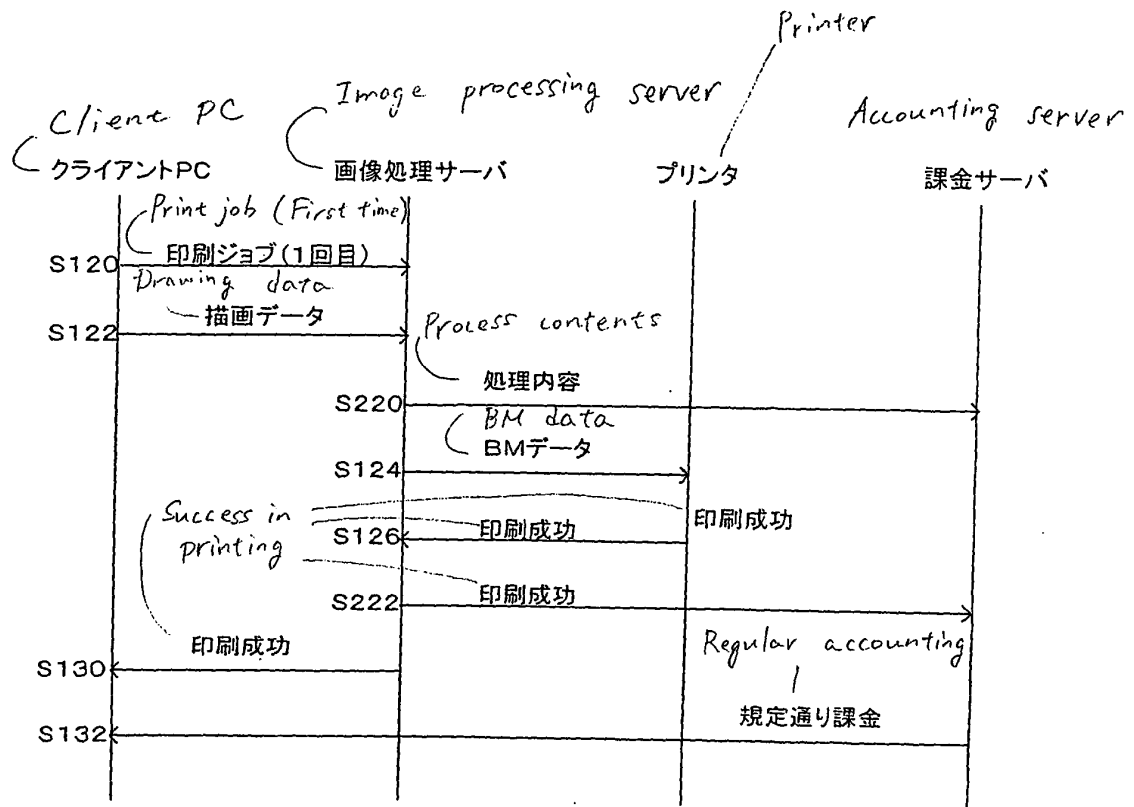 Printer
Client PC
Image processing server
Accounting server
クライアントPC
画像処理サーバ
プリンタ
課金サーバ
Print job (First time)
印刷ジョブ(1回目)
S120
Drawing data
描画データ
S122
Process contents
処理内容
S220
BM data
BMデータ
S124
Success in
printing
印刷成功
印刷成功
S126
印刷成功
S222
印刷成功
S130
Regular accounting
規定通り課金
S132